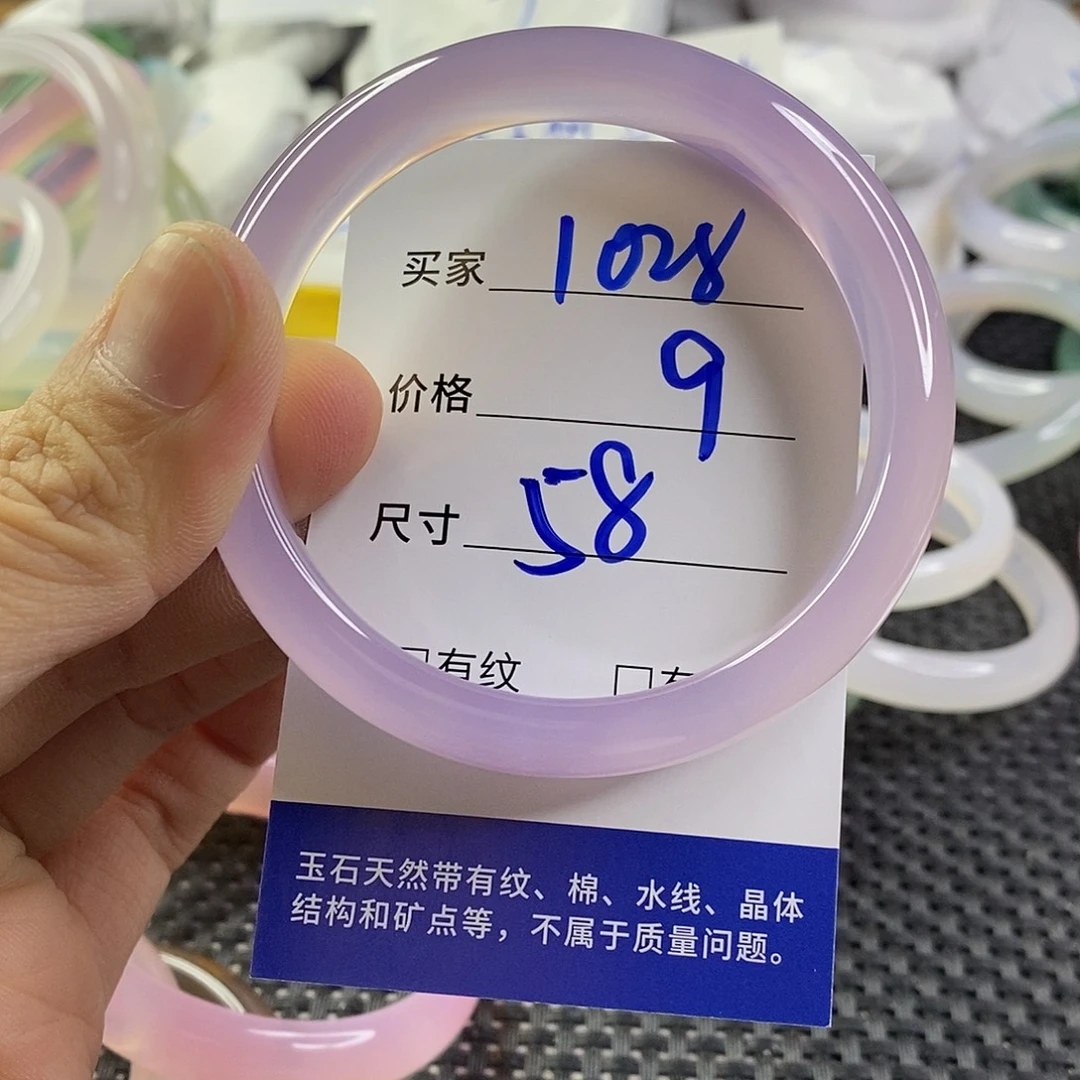 买家 1028
价格 9
尺寸 58
□有纹 □有
玉石天然带有纹、棉、水线、晶体
结构和矿点等，不属于质量问题。